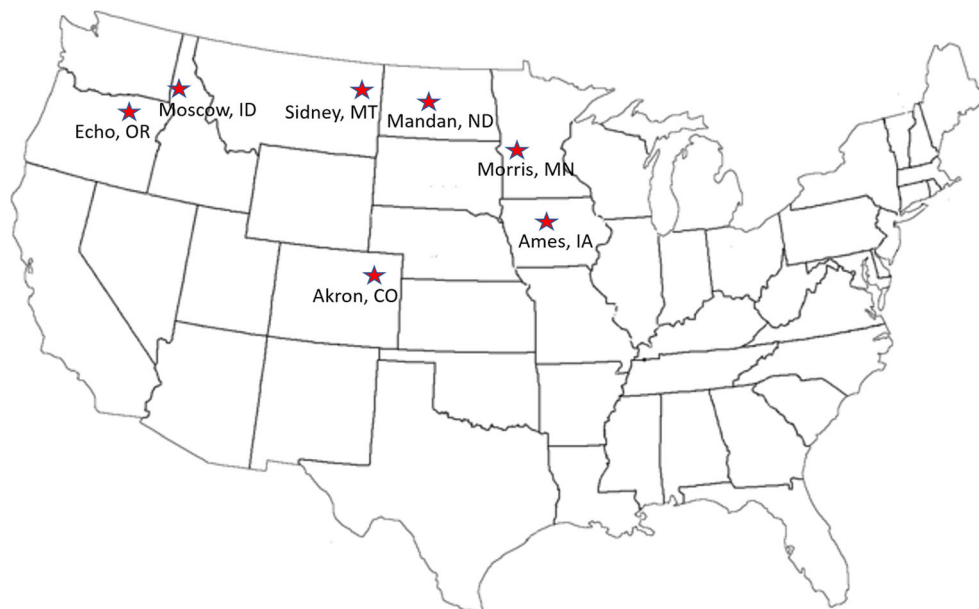 Moscow, ID
Sidney, MT
Echo, OR
Mandan, ND
Morris, MN
Ames, IA
Akron, CO